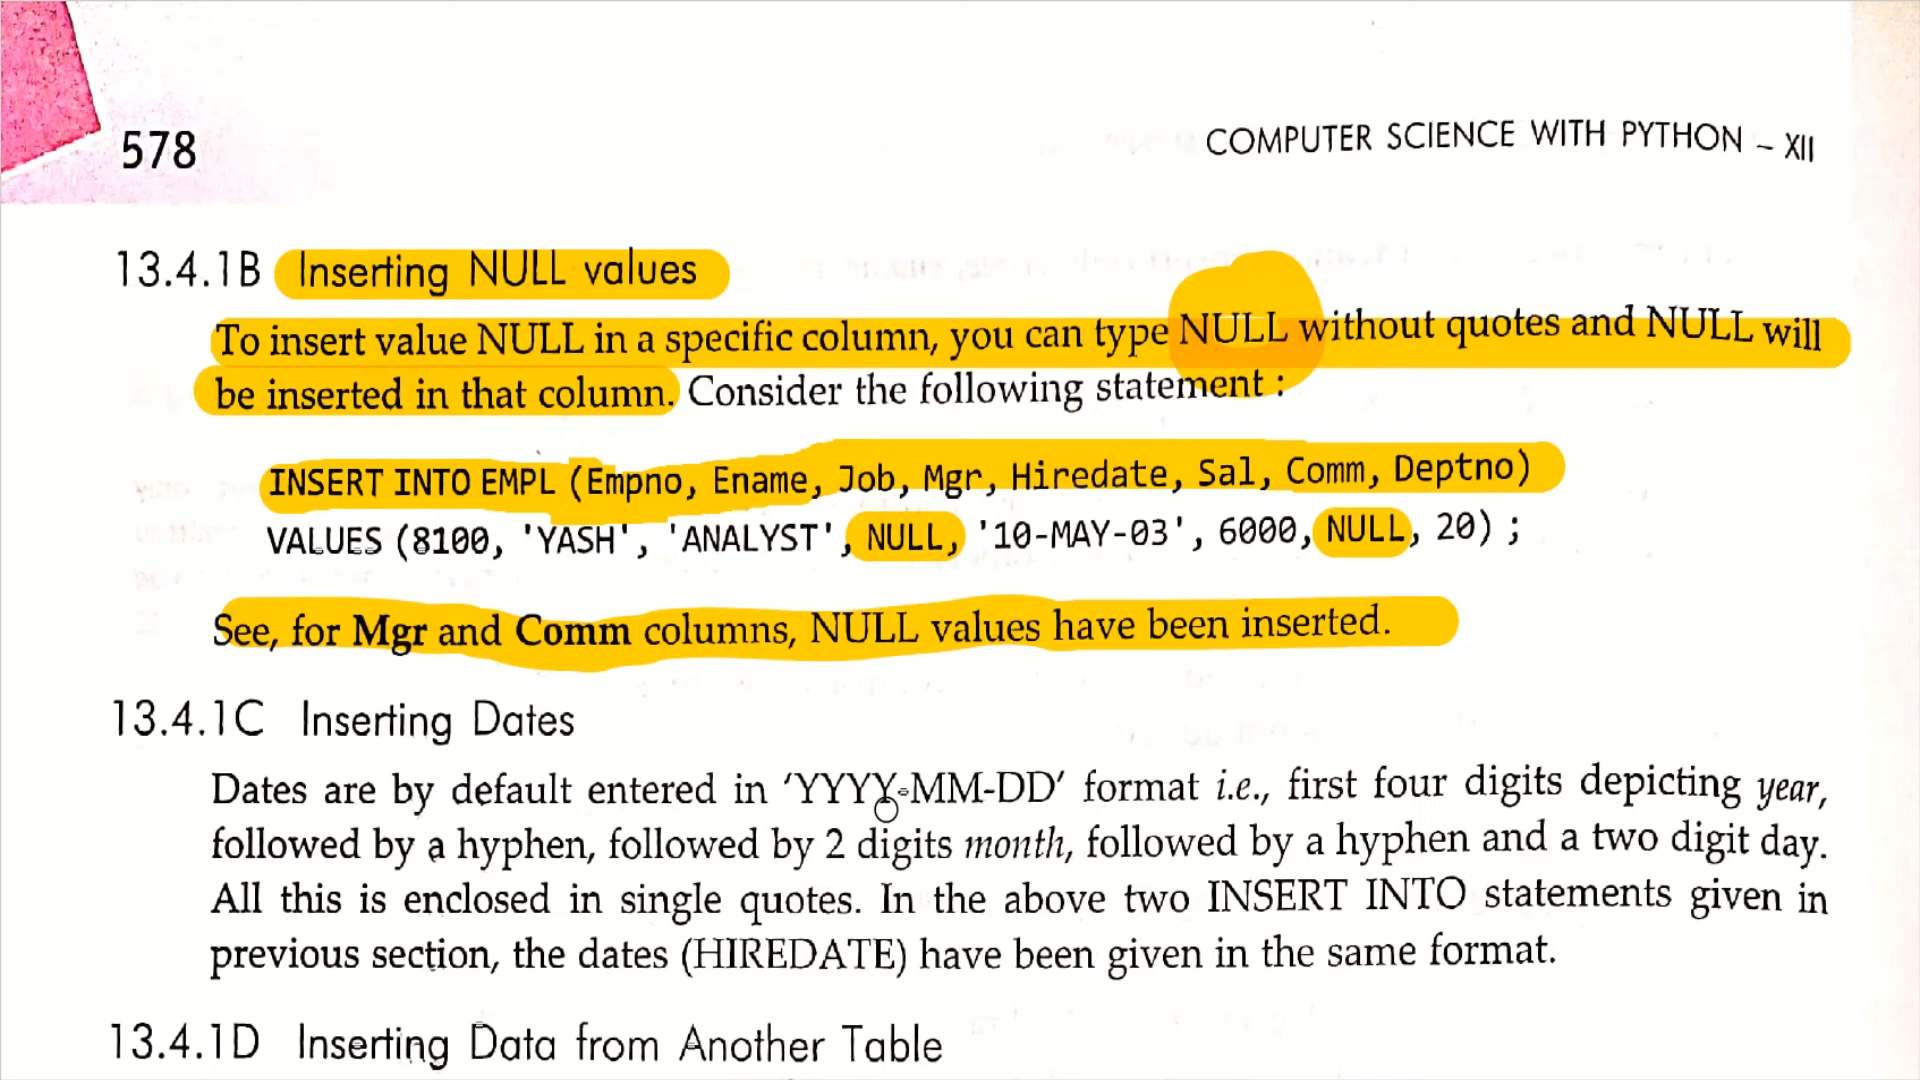 578
COMPUTER SCIENCE WITH PYTHON – XII
13.4.1B Inserting NULL values
To insert value NULL in a specific column, you can type NULL without quotes and NULL will
be inserted in that column. Consider the following statement :
INSERT INTO EMPL (Empno, Ename, Job, Mgr, Hiredate, Sal, Comm, Deptno)
VALUES (8100, 'YASH', 'ANALYST', NULL, '10-MAY-03', 6000, NULL, 20) ;
See, for Mgr and Comm columns, NULL values have been inserted.
13.4.1C Inserting Dates
Dates are by default entered in ‘YYYY-MM-DD’ format i.e., first four digits depicting year,
followed by a hyphen, followed by 2 digits month, followed by a hyphen and a two digit day.
All this is enclosed in single quotes. In the above two INSERT INTO statements given in
previous section, the dates (HIREDATE) have been given in the same format.
13.4.1D Inserting Data from Another Table